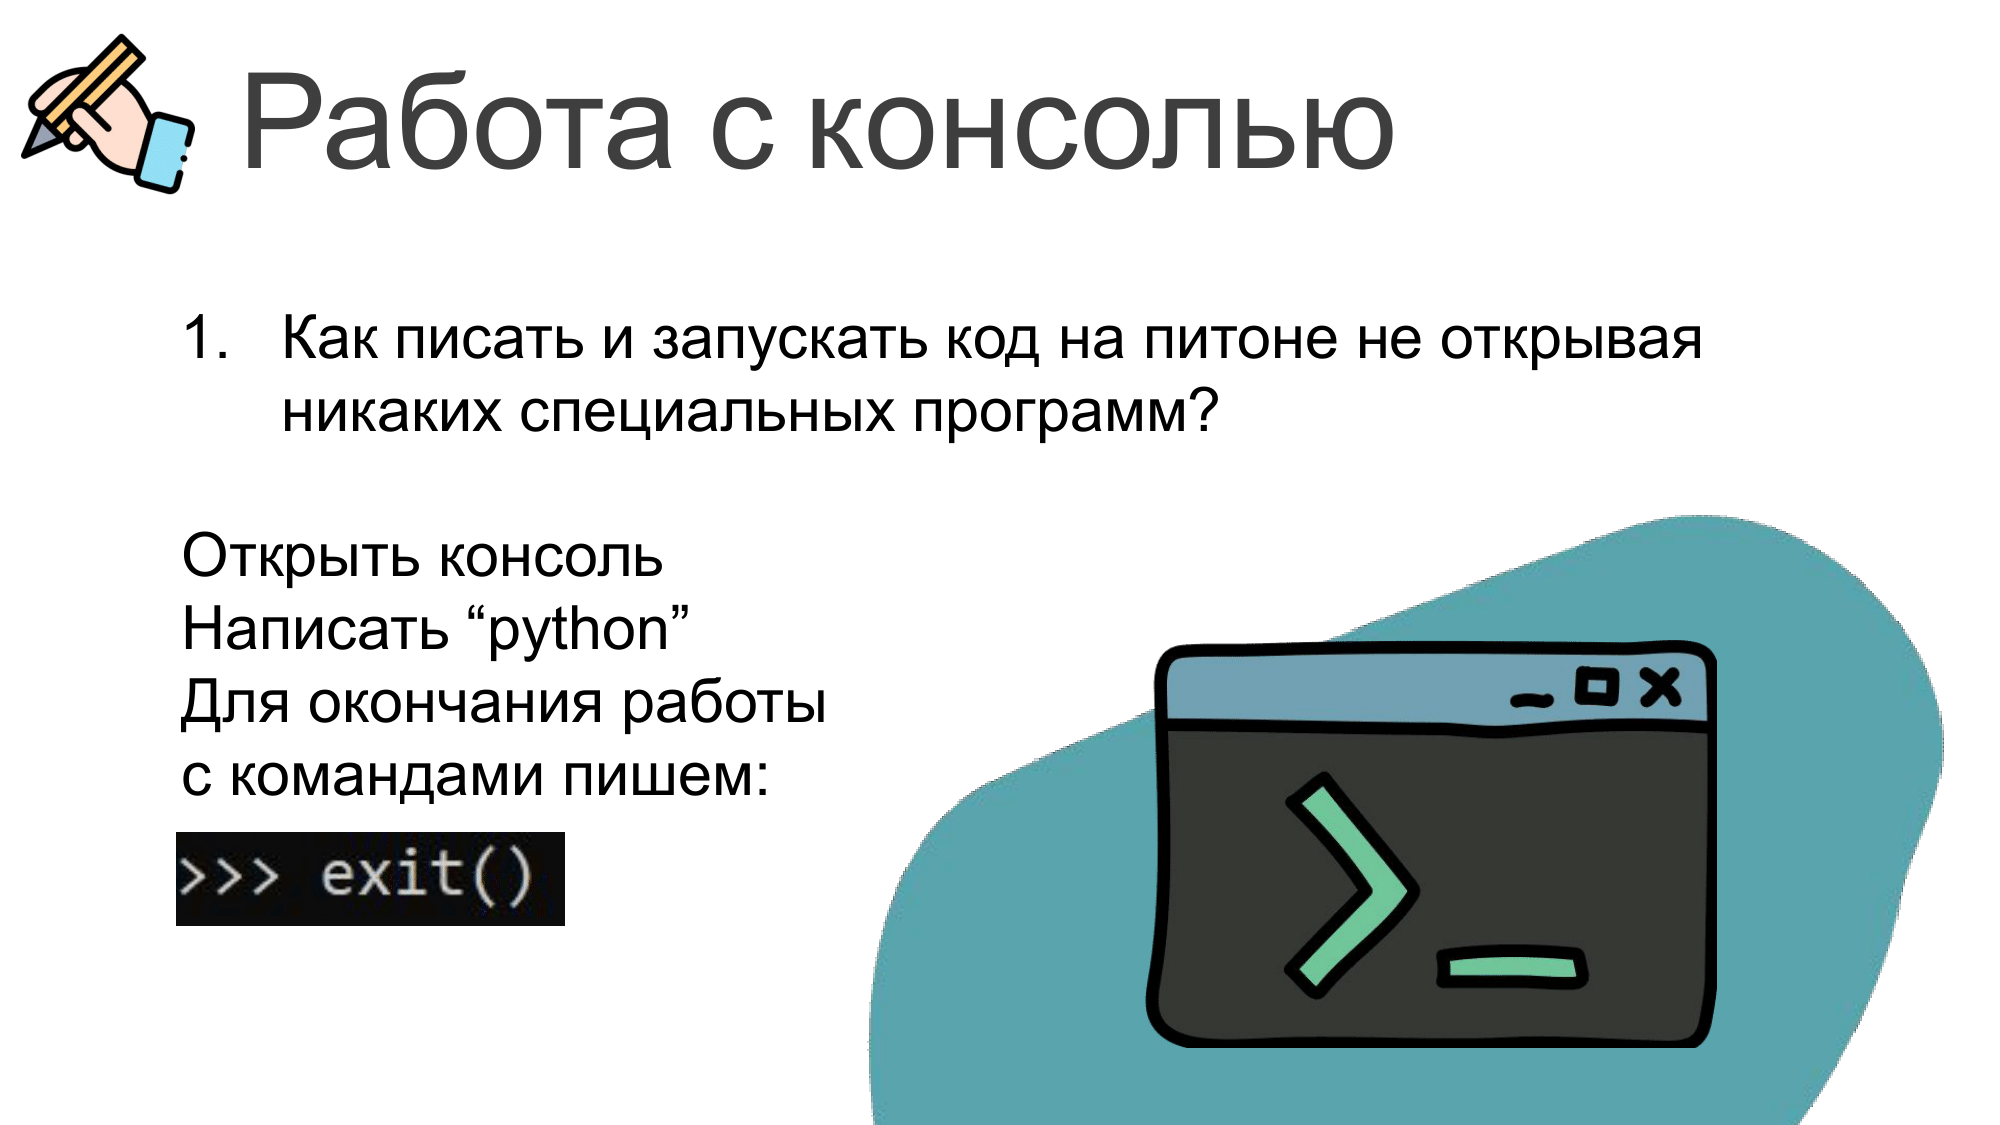 Работа с консолью
1. Как писать и запускать код на питоне не открывая
никаких специальных программ?
Открыть консоль
Написать “python”
Для окончания работы
с командами пишем:
>>> exit()